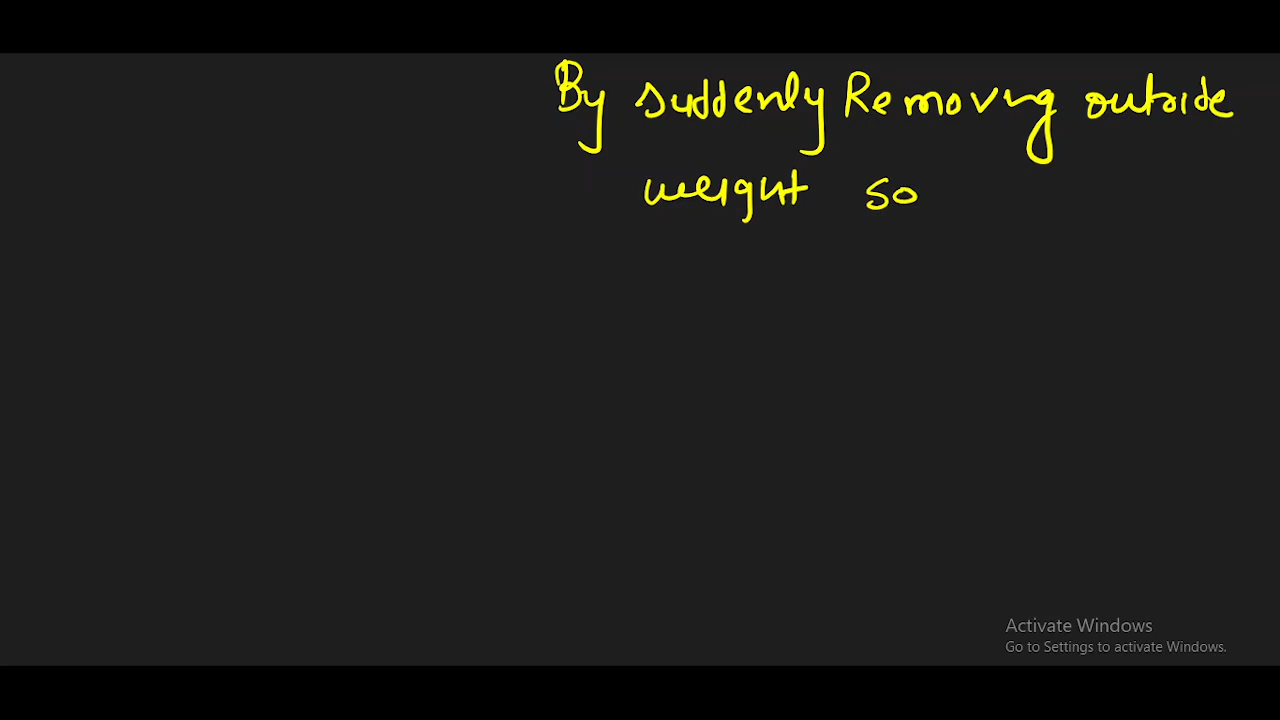 By suddenly Removing outside
weight so
Activate Windows
Go to Settings to activate Windows.